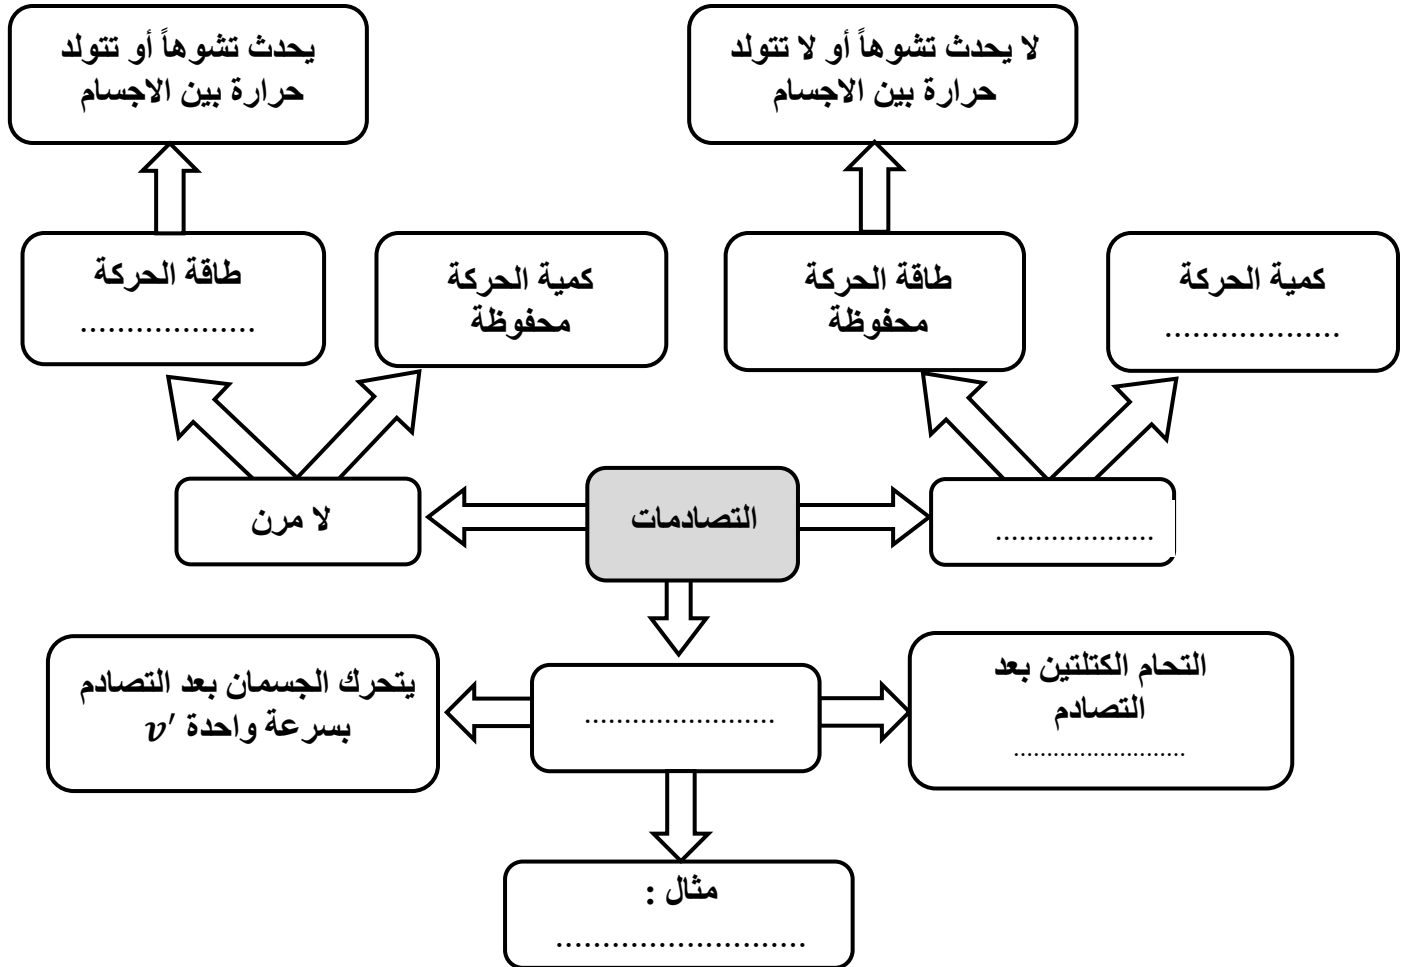 لا يحدث تشوهاً أو لا تتولد
حرارة بين الاجسام
يحدث تشوهاً أو تتولد
حرارة بين الاجسام
كمية الحركة
...................
طاقة الحركة
محفوظة
كمية الحركة
محفوظة
طاقة الحركة
...................
....................
التصادمات
لا مرن
التحام الكتلتين بعد
التصادم
..........................
........................
يتحرك الجسمان بعد التصادم
بسرعة واحدة v′
مثال :
...........................